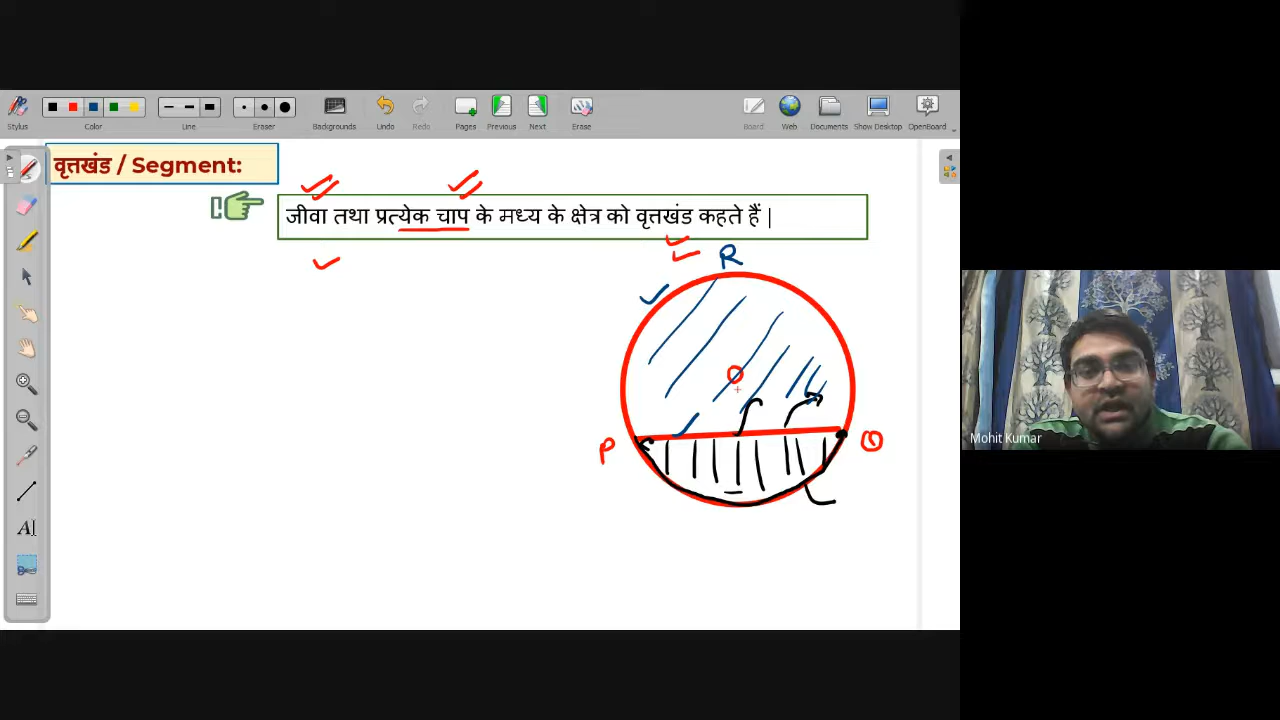 Stylus
Color
Line
Eraser
Backgrounds
Undo
Redo
Pages
Previous
Next
Erase
Board
Web
Documents
Show Desktop
OpenBoard
वृत्तखंड / Segment:
जीवा तथा प्रत्येक चाप के मध्य के क्षेत्र को वृत्तखंड कहते हैं |
R
O
P
Q
Mohit Kumar